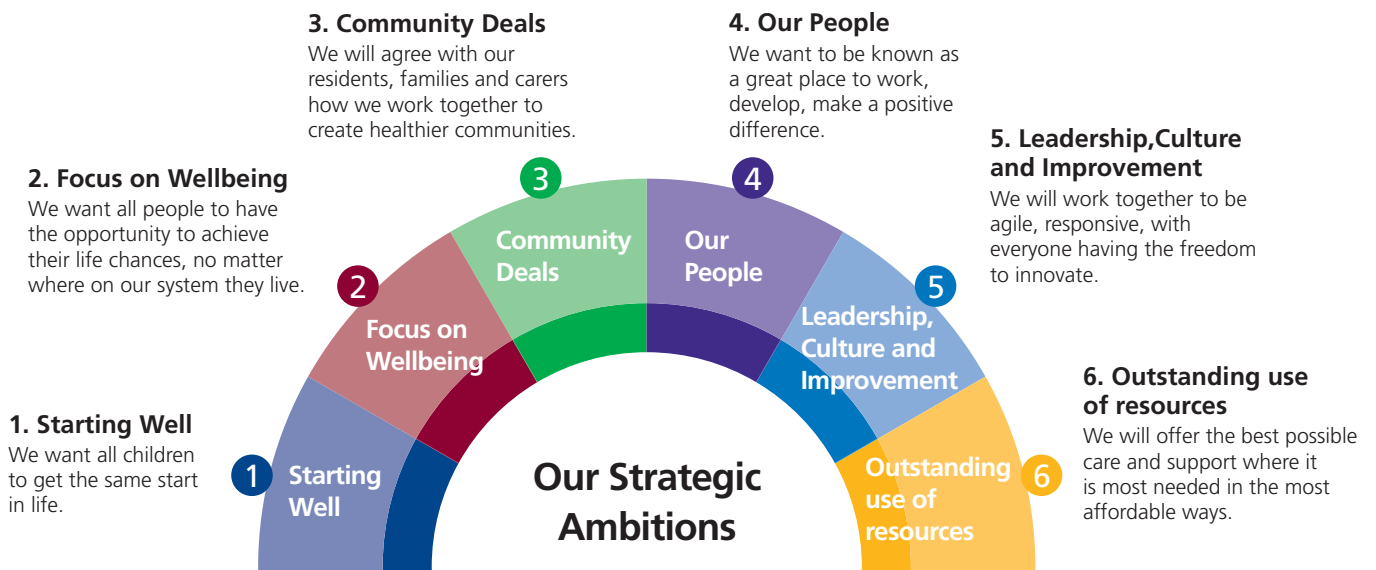 3. Community Deals
We will agree with our
residents, families and carers
how we work together to
create healthier communities.
4. Our People
We want to be known as
a great place to work,
develop, make a positive
difference.
2. Focus on Wellbeing
We want all people to have
the opportunity to achieve
their life chances, no matter
where on our system they live.
5. Leadership,Culture
and Improvement
We will work together to be
agile, responsive, with
everyone having the freedom
to innovate.
1. Starting Well
We want all children
to get the same start
in life.
6. Outstanding use
of resources
We will offer the best possible
care and support where it
is most needed in the most
affordable ways.
1
Starting
Well
2
Focus on
Wellbeing
3
Community
Deals
4
Our
People
5
Leadership,
Culture and
Improvement
6
Outstanding
use of
resources
Our Strategic
Ambitions